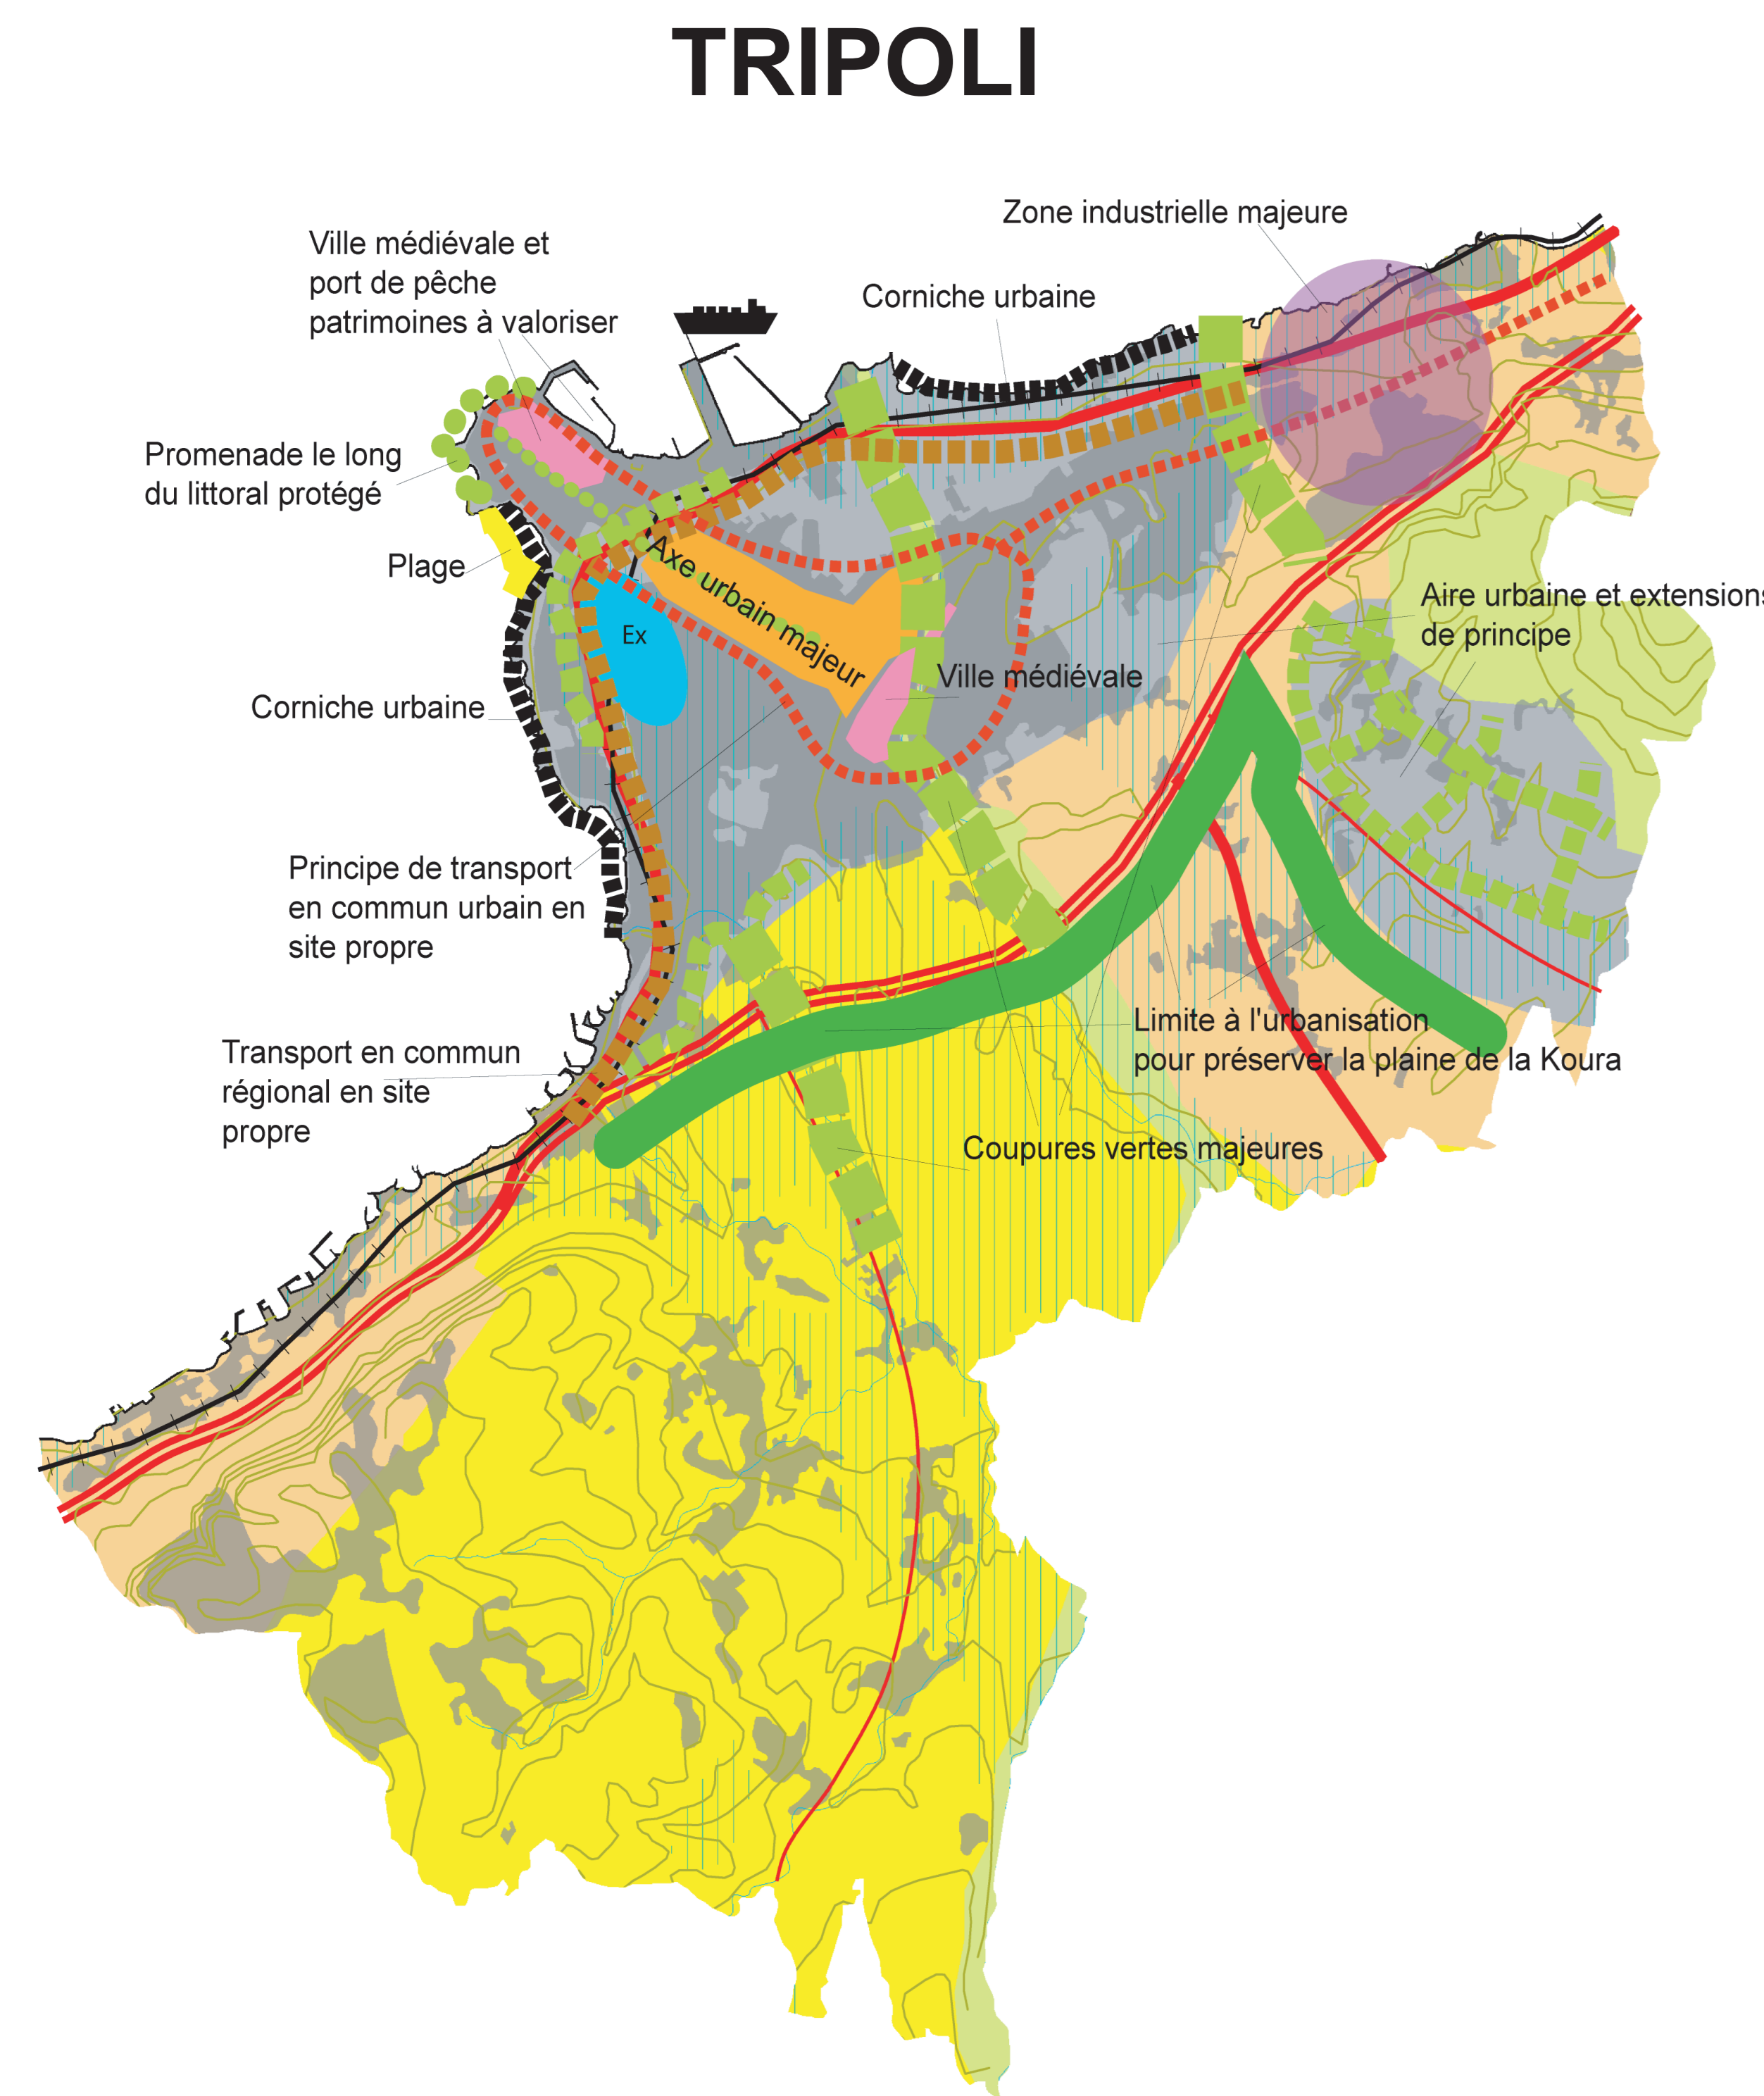 TRIPOLI
Zone industrielle majeure
Ville médiévale et
port de pêche
patrimoines à valoriser
Corniche urbaine
Promenade le long
du littoral protégé
Plage
Axe urbain majeur
Ex
Aire urbaine et extensions
de principe
Ville médiévale
Corniche urbaine
Principe de transport
en commun urbain en
site propre
Limite à l'urbanisation
pour préserver la plaine de la Koura
Transport en commun
régional en site
propre
Coupures vertes majeures